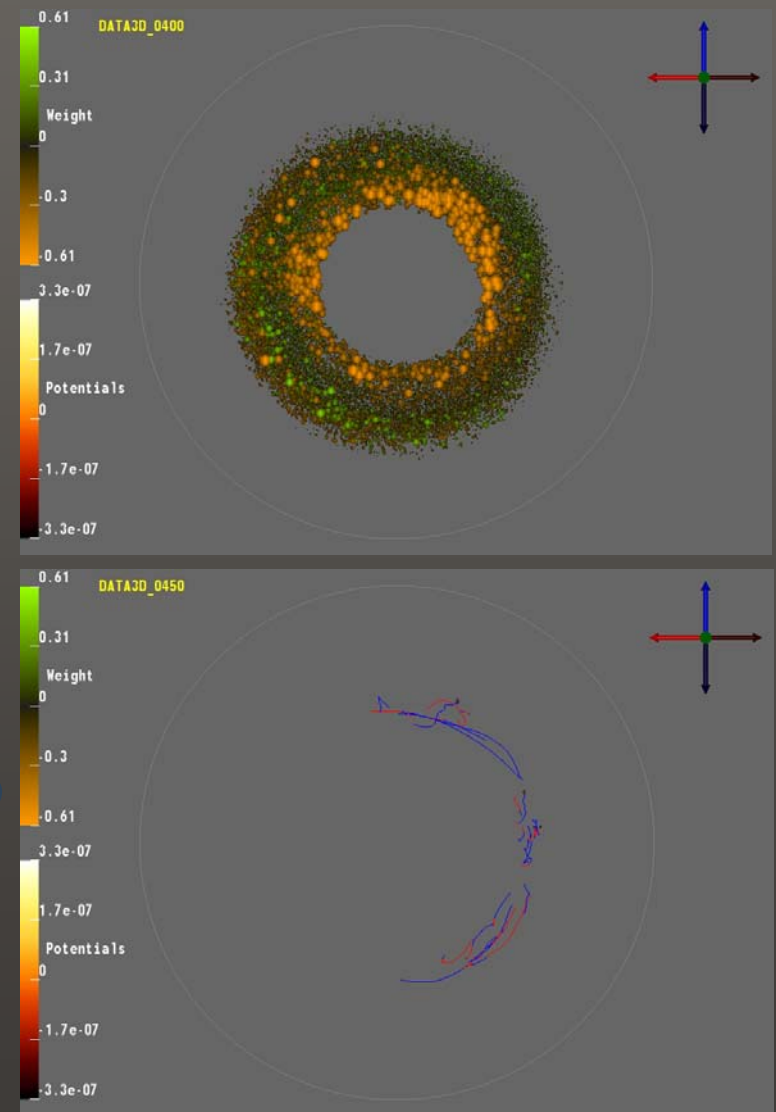 0.61
DATA3D_0400
0.31
Weight
0
-0.3
-0.61
3.3e-07
1.7e-07
Potentials
0
-1.7e-07
-3.3e-07
0.61
DATA3D_0450
0.31
Weight
0
-0.3
-0.61
3.3e-07
1.7e-07
Potentials
0
-1.7e-07
-3.3e-07